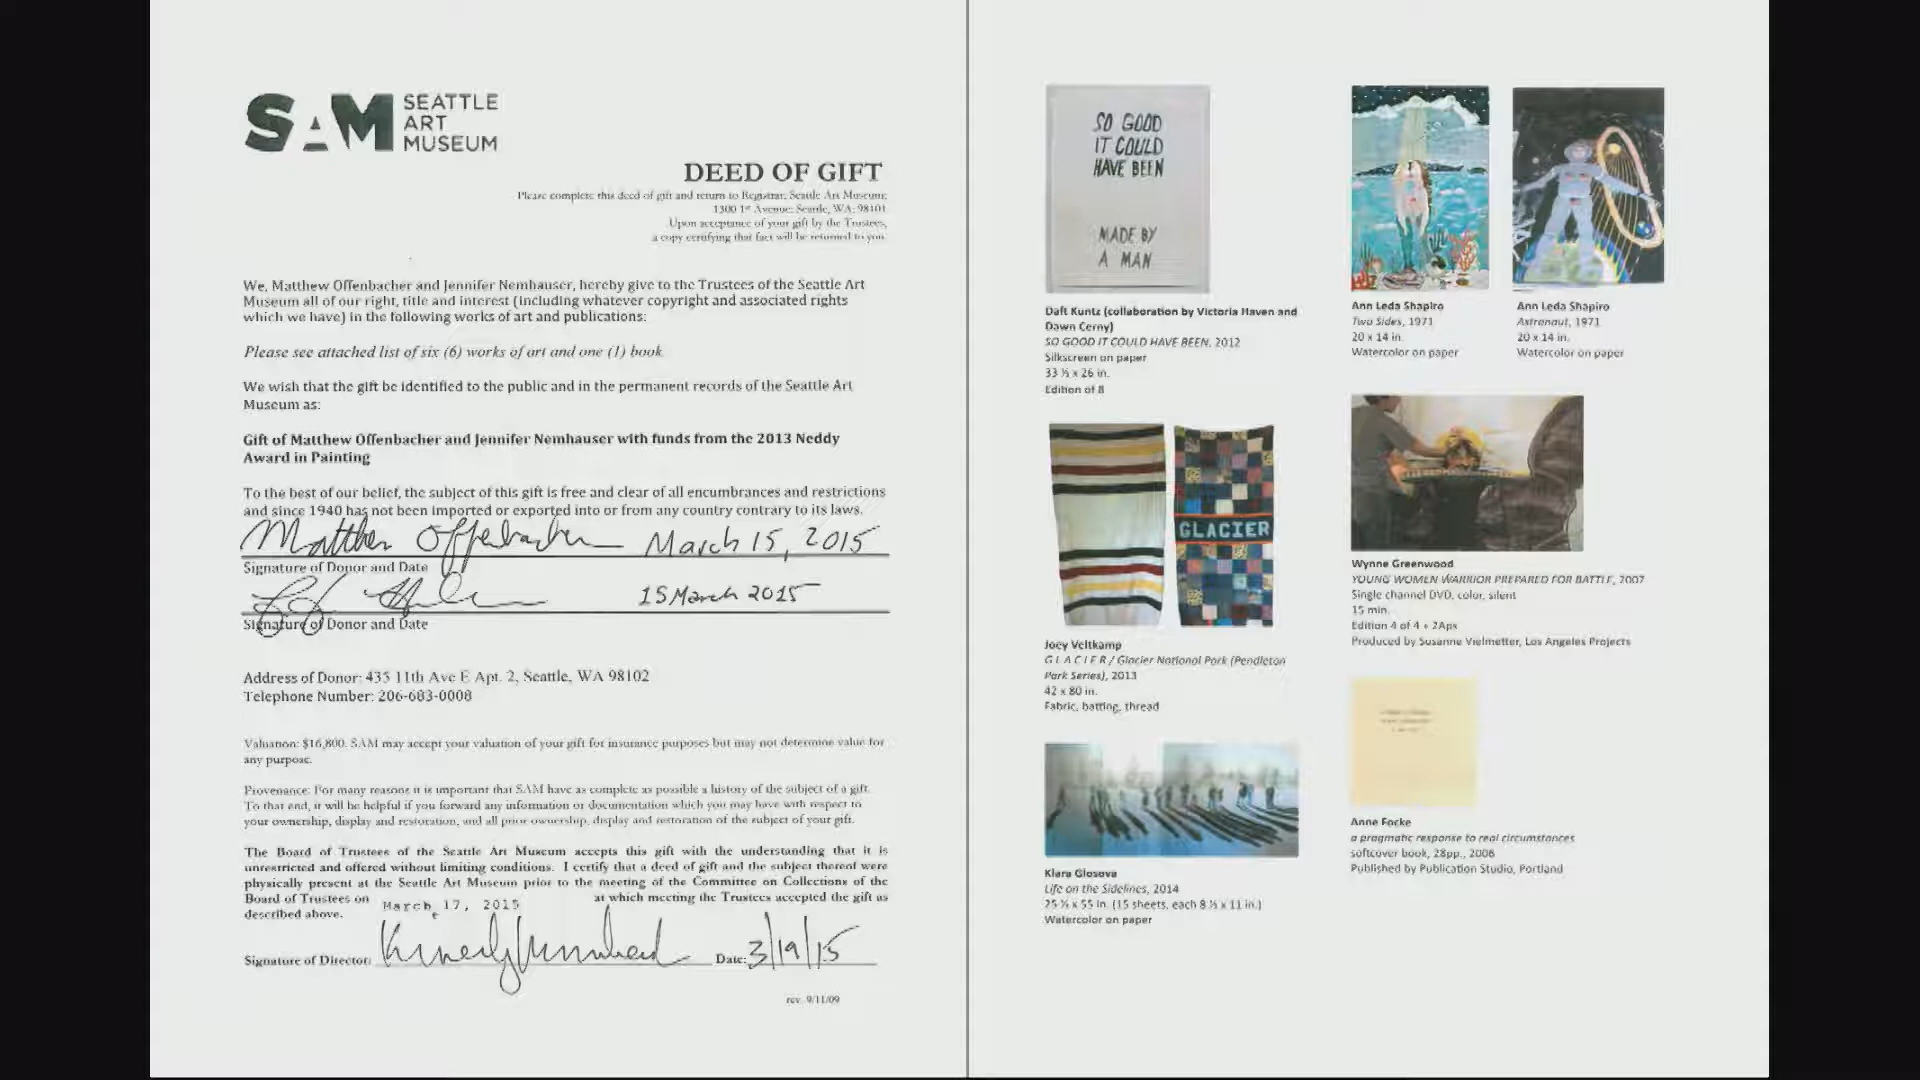 SAM SEATTLE
ART
MUSEUM
DEED OF GIFT
Please complete this deed of gift and return to Registrar, Seattle Art Museum,
1300 1st Avenue, Seattle, WA, 98101
Upon acceptance of your gift by the Trustees,
a copy certifying that fact will be returned to you.
We, Matthew Offenbacher and Jennifer Nemhauser, hereby give to the Trustees of the Seattle Art
Museum all of our right, title and interest (including whatever copyright and associated rights
which we have) in the following works of art and publications:
Please see attached list of six (6) works of art and one (1) book.
We wish that the gift be identified to the public and in the permanent records of the Seattle Art
Museum as:
Gift of Matthew Offenbacher and Jennifer Nemhauser with funds from the 2013 Neddy
Award in Painting
To the best of our belief, the subject of this gift is free and clear of all encumbrances and restrictions
and since 1940 has not been imported or exported into or from any country contrary to its laws.
Matthew Offenbacher March 15, 2015
Signature of Donor and Date
15 March 2015
Signature of Donor and Date
Address of Donor: 435 11th Ave E Apt. 2, Seattle, WA 98102
Telephone Number: 206-683-0008
Valuation: $16,800. SAM may accept your valuation of your gift for insurance purposes but may not determine value for
any purpose.
Provenance: For many reasons it is important that SAM have as complete as possible a history of the subject of a gift.
To that end, it will be helpful if you forward any information or documentation which you may have with respect to
your ownership, display and restoration, and all prior ownership, display and restoration of the subject of your gift.
The Board of Trustees of the Seattle Art Museum accepts this gift with the understanding that it is
unrestricted and offered without limiting conditions. I certify that a deed of gift and the subject thereof were
physically present at the Seattle Art Museum prior to the meeting of the Committee on Collections of the
Board of Trustees on March 17, 2015 at which meeting the Trustees accepted the gift as
described above.
Signature of Director: Date: 3/19/15
rev. 9/11/09
SO GOOD
IT COULD
HAVE BEEN
MADE BY
A MAN
Daft Kuntz (collaboration by Victoria Haven and
Dawn Cerny)
SO GOOD IT COULD HAVE BEEN, 2012
Silkscreen on paper
33 ½ x 26 in.
Edition of 8
GLACIER
Joey Veltkamp
G L A C I E R / Glacier National Park (Pendleton
Park Series), 2013
42 x 80 in.
Fabric, batting, thread
Klara Glosova
Life on the Sidelines, 2014
25 ½ x 55 in. (15 sheets, each 8 ½ x 11 in.)
Watercolor on paper
Ann Leda Shapiro
Two Sides, 1971
20 x 14 in.
Watercolor on paper
Ann Leda Shapiro
Astronaut, 1971
20 x 14 in.
Watercolor on paper
Wynne Greenwood
YOUNG WOMEN WARRIOR PREPARED FOR BATTLE, 2007
Single channel DVD, color, silent
15 min.
Edition 4 of 4 + 2Aps
Produced by Susanne Vielmetter, Los Angeles Projects
Anne Focke
a pragmatic response to real circumstances
softcover book, 28pp., 2006
Published by Publication Studio, Portland